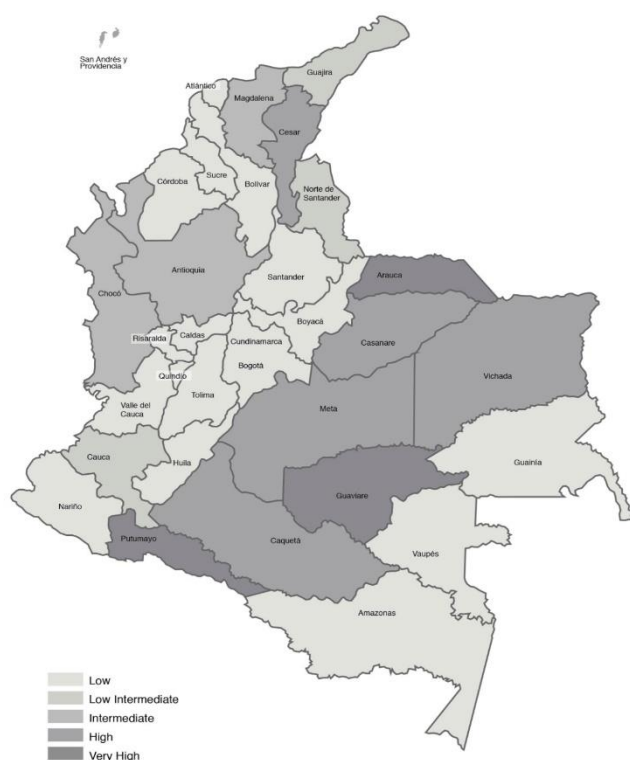 San Andrés y
Providencia
Guajira
Atlántico
Magdalena
Cesar
Sucre
Córdoba
Bolívar
Norte de
Santander
Antioquia
Santander
Arauca
Chocó
Boyacá
Risaralda
Caldas
Cundinamarca
Casanare
Vichada
Bogotá
Quindío
Valle del
Cauca
Tolima
Meta
Cauca
Huila
Guainía
Nariño
Guaviare
Putumayo
Caquetá
Vaupés
Amazonas
Low
Low Intermediate
Intermediate
High
Very High